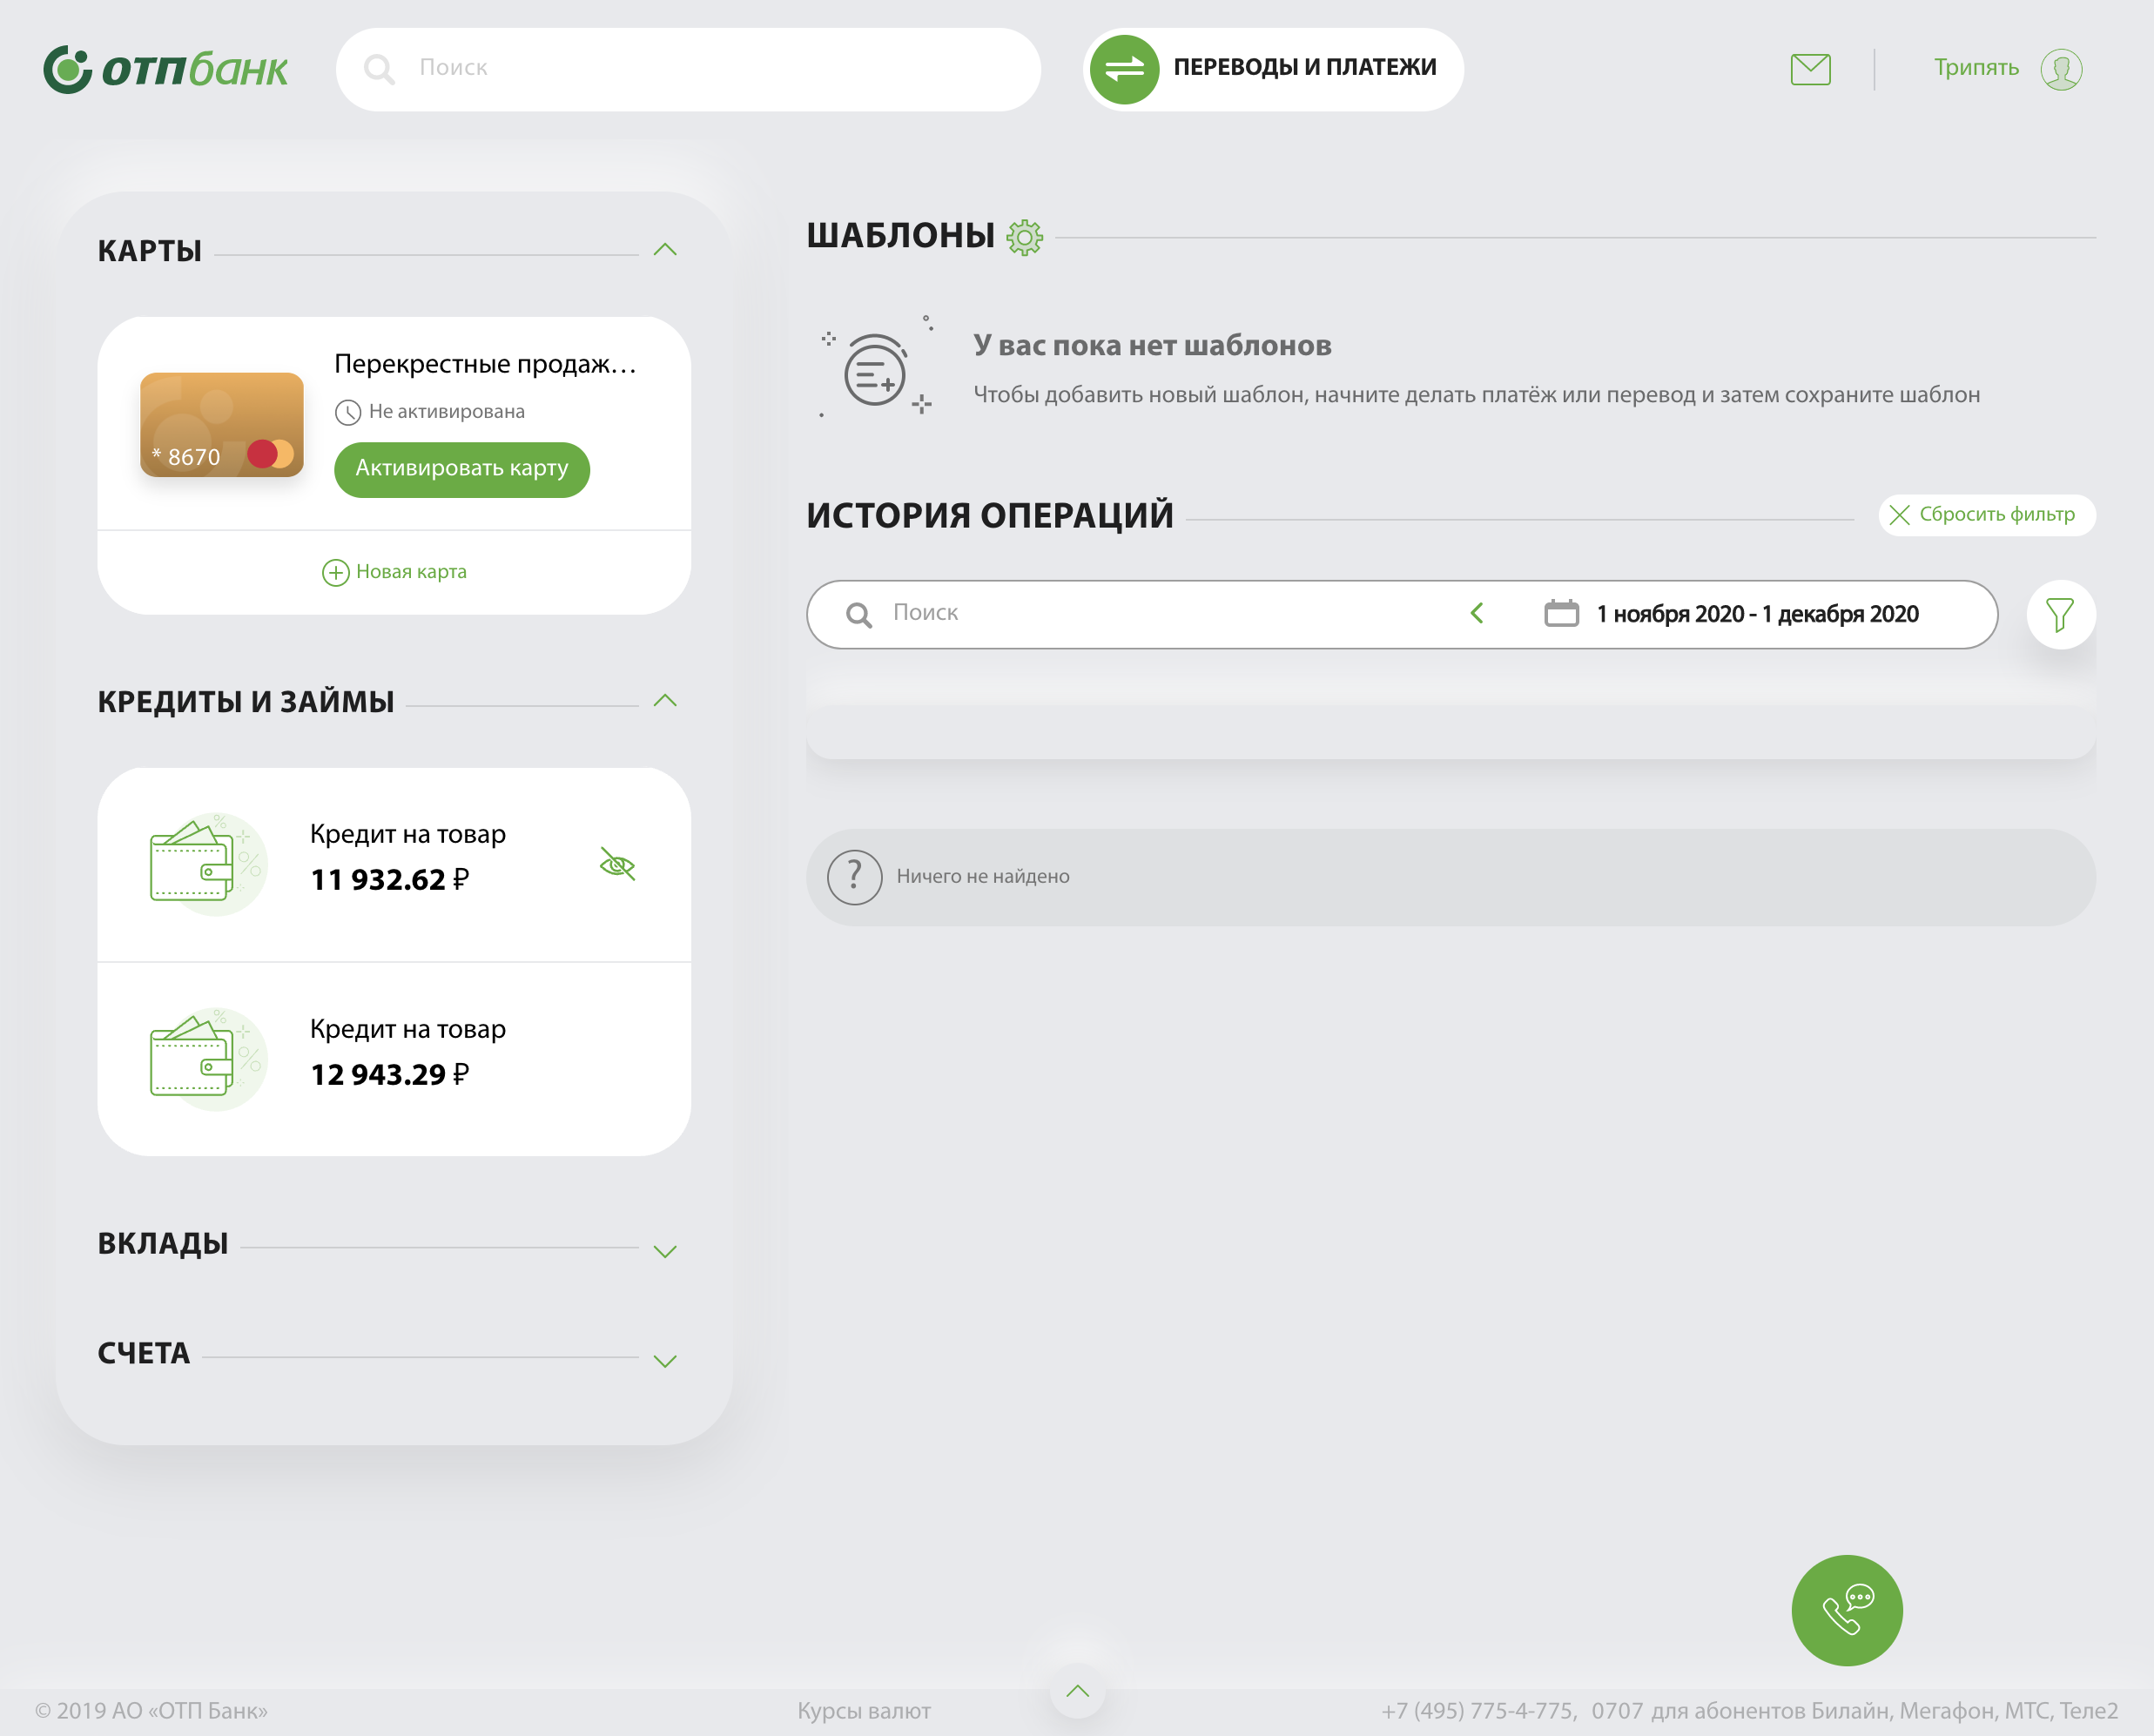 отпбанк
Поиск
ПЕРЕВОДЫ И ПЛАТЕЖИ
Трипять
КАРТЫ
Перекрестные продаж...
Не активирована
* 8670
Активировать карту
Новая карта
КРЕДИТЫ И ЗАЙМЫ
Кредит на товар
11 932.62 ₽
Кредит на товар
12 943.29 ₽
ВКЛАДЫ
СЧЕТА
ШАБЛОНЫ
У вас пока нет шаблонов
Чтобы добавить новый шаблон, начните делать платёж или перевод и затем сохраните шаблон
ИСТОРИЯ ОПЕРАЦИЙ
Сбросить фильтр
Поиск
1 ноября 2020 - 1 декабря 2020
? Ничего не найдено
© 2019 АО «ОТП Банк»
Курсы валют
+7 (495) 775-4-775, 0707 для абонентов Билайн, Мегафон, МТС, Теле2